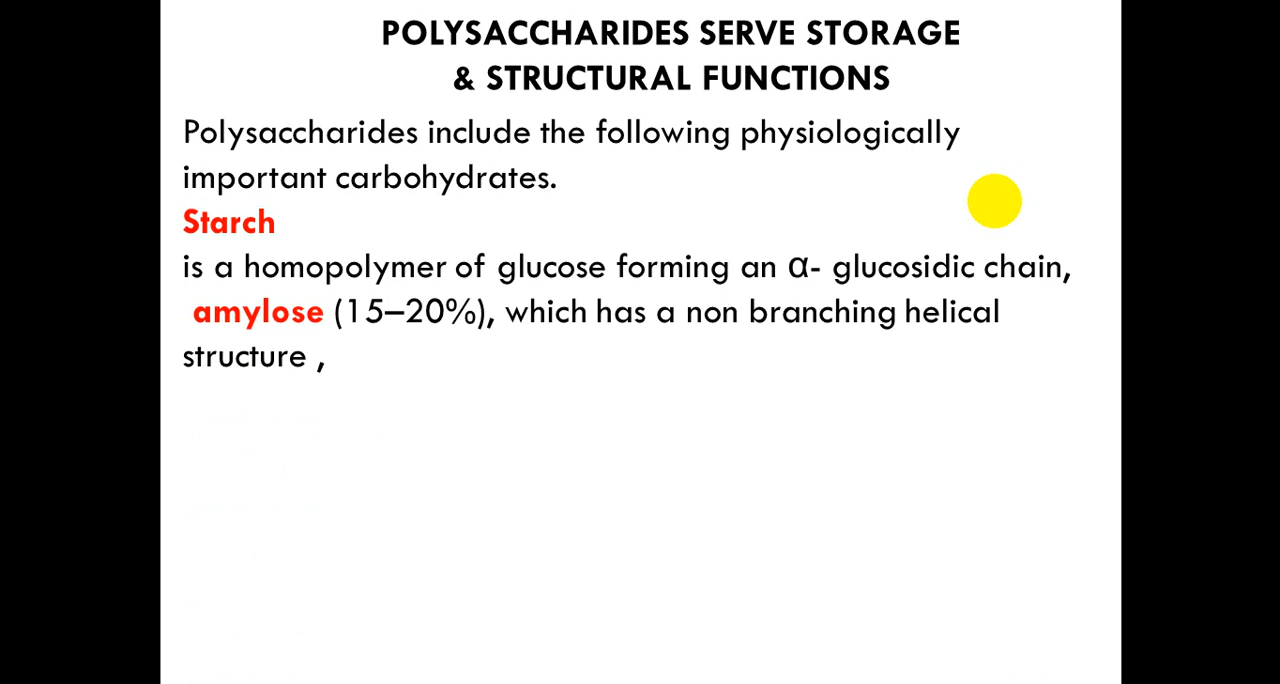 POLYSACCHARIDES SERVE STORAGE
& STRUCTURAL FUNCTIONS
Polysaccharides include the following physiologically
important carbohydrates.
Starch
is a homopolymer of glucose forming an α- glucosidic chain,
amylose (15–20%), which has a non branching helical
structure ,